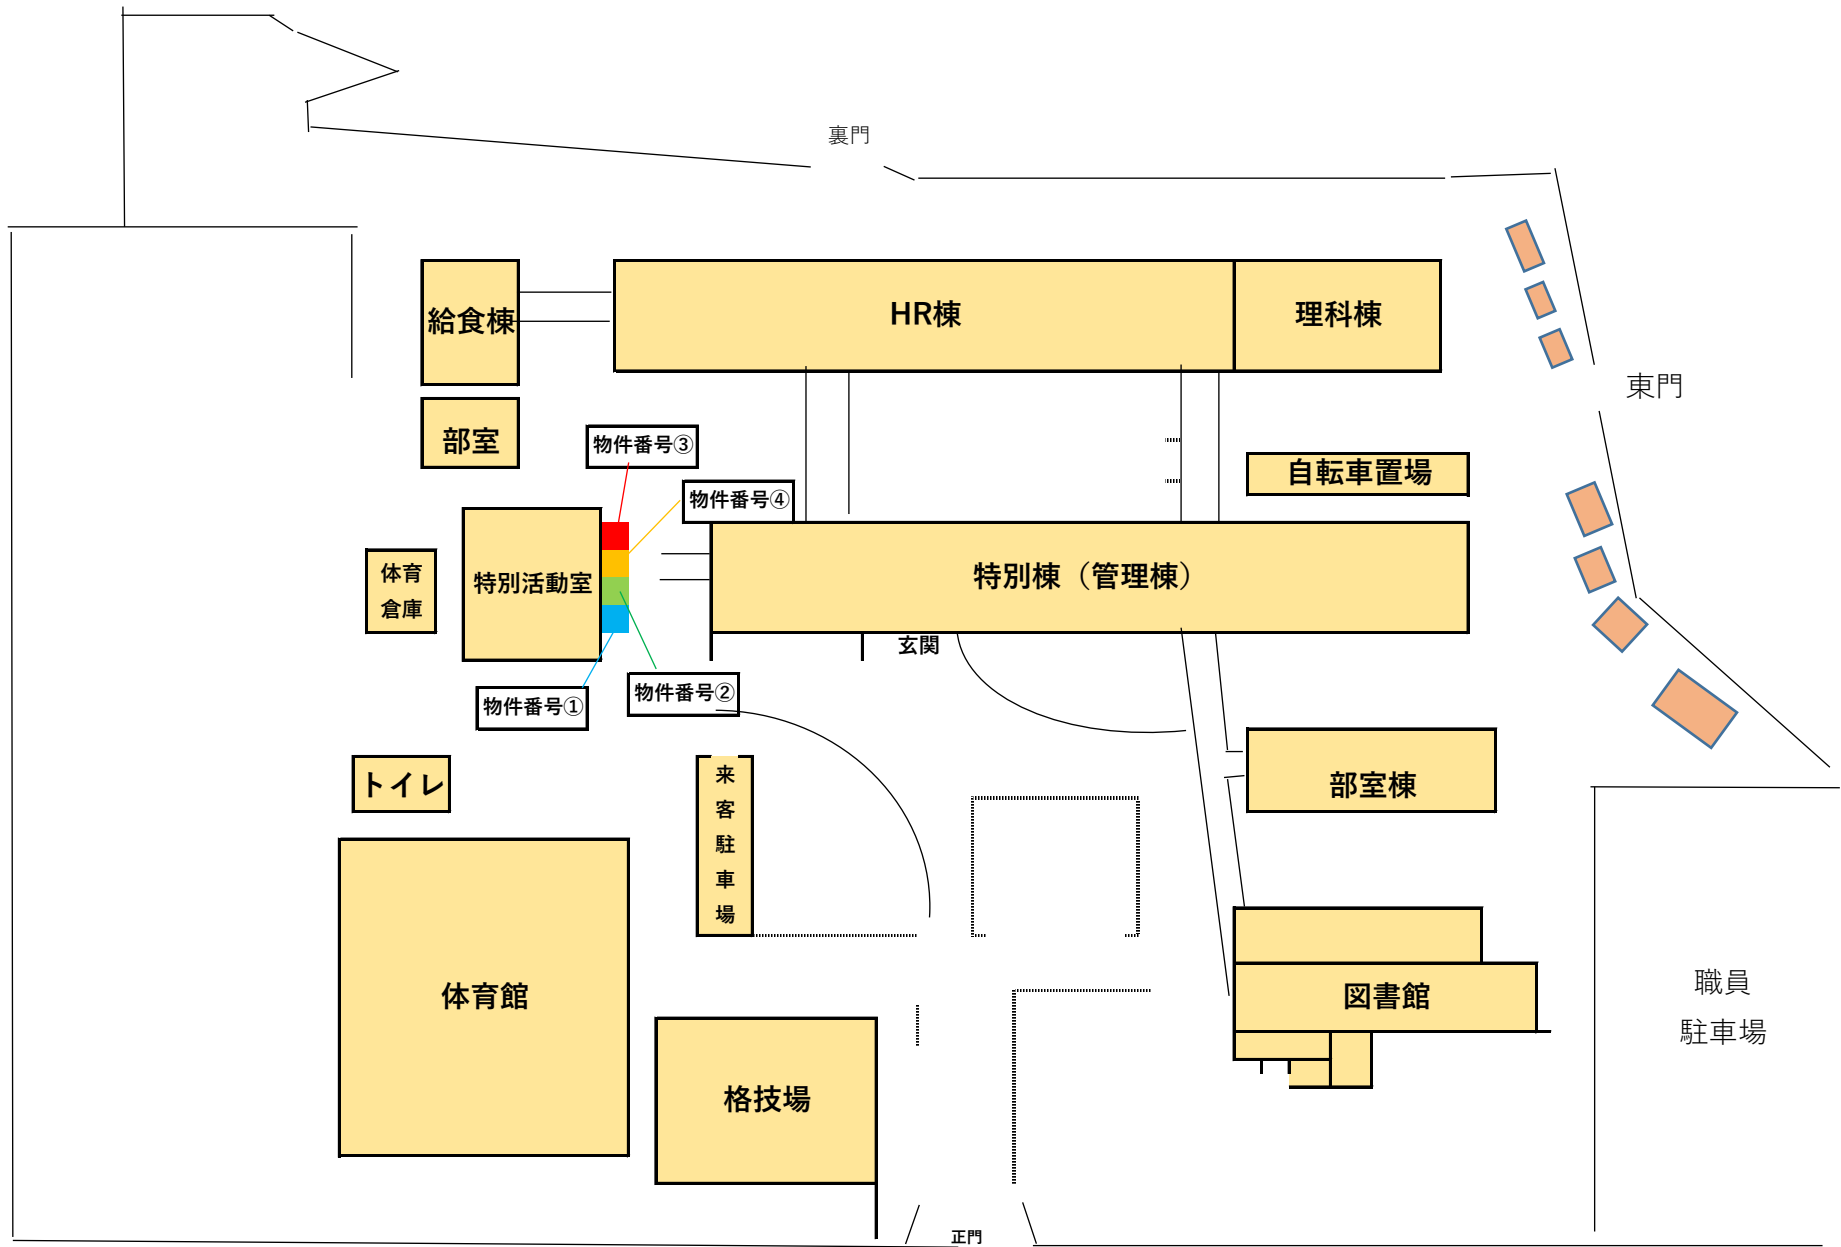 裏門
給食棟
HR棟
理科棟
東門
部室
物件番号③
自転車置場
物件番号④
体育
倉庫
特別活動室
特別棟（管理棟）
玄関
物件番号①
物件番号②
トイレ
来
客
駐
車
場
部室棟
体育館
図書館
職員
駐車場
格技場
正門